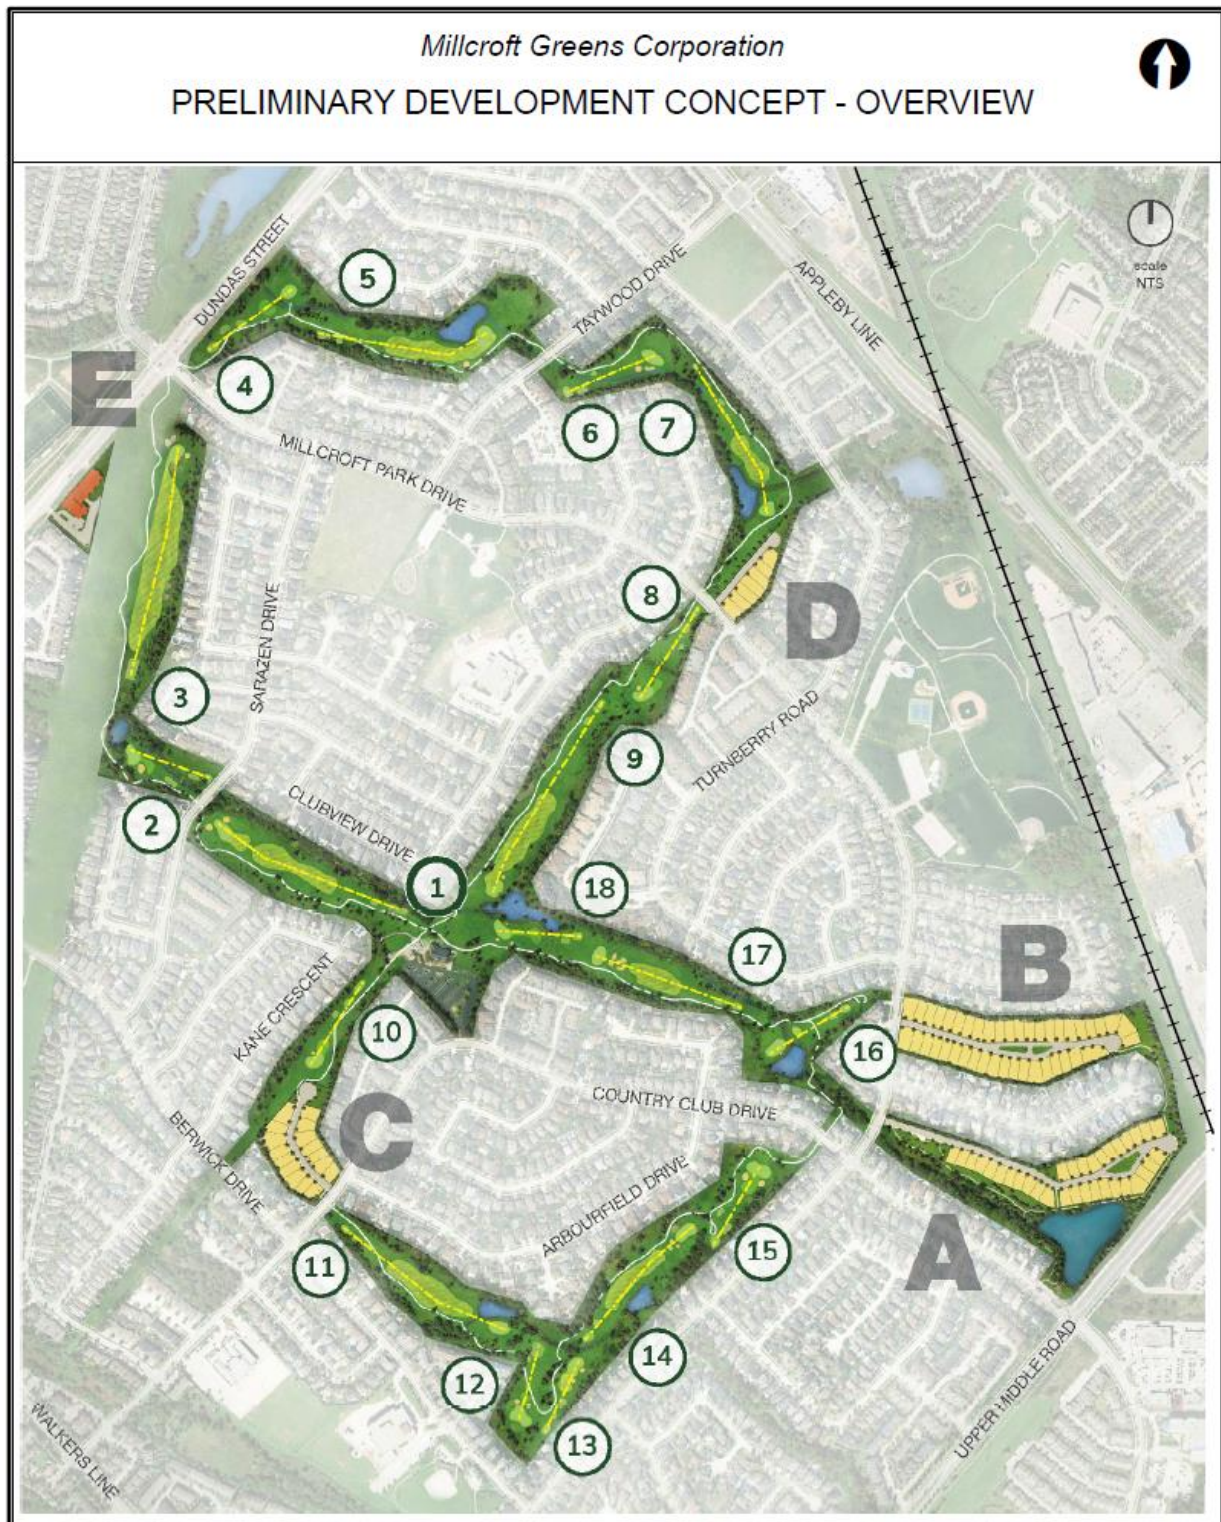 Millcroft Greens Corporation
PRELIMINARY DEVELOPMENT CONCEPT - OVERVIEW
scale
NTS
DUNDAS STREET
5
TAYWOOD DRIVE
APPLEBY LINE
E
4
6
7
MILLCROFT PARK DRIVE
8
D
SARAZEN DRIVE
3
9
TURNBERRY ROAD
2
CLUBVIEW DRIVE
1
18
17
B
KANE CRESCENT
10
16
COUNTRY CLUB DRIVE
C
BERWICK DRIVE
ARBOURFIELD DRIVE
A
11
15
14
12
13
UPPER MIDDLE ROAD
WALKERS LINE